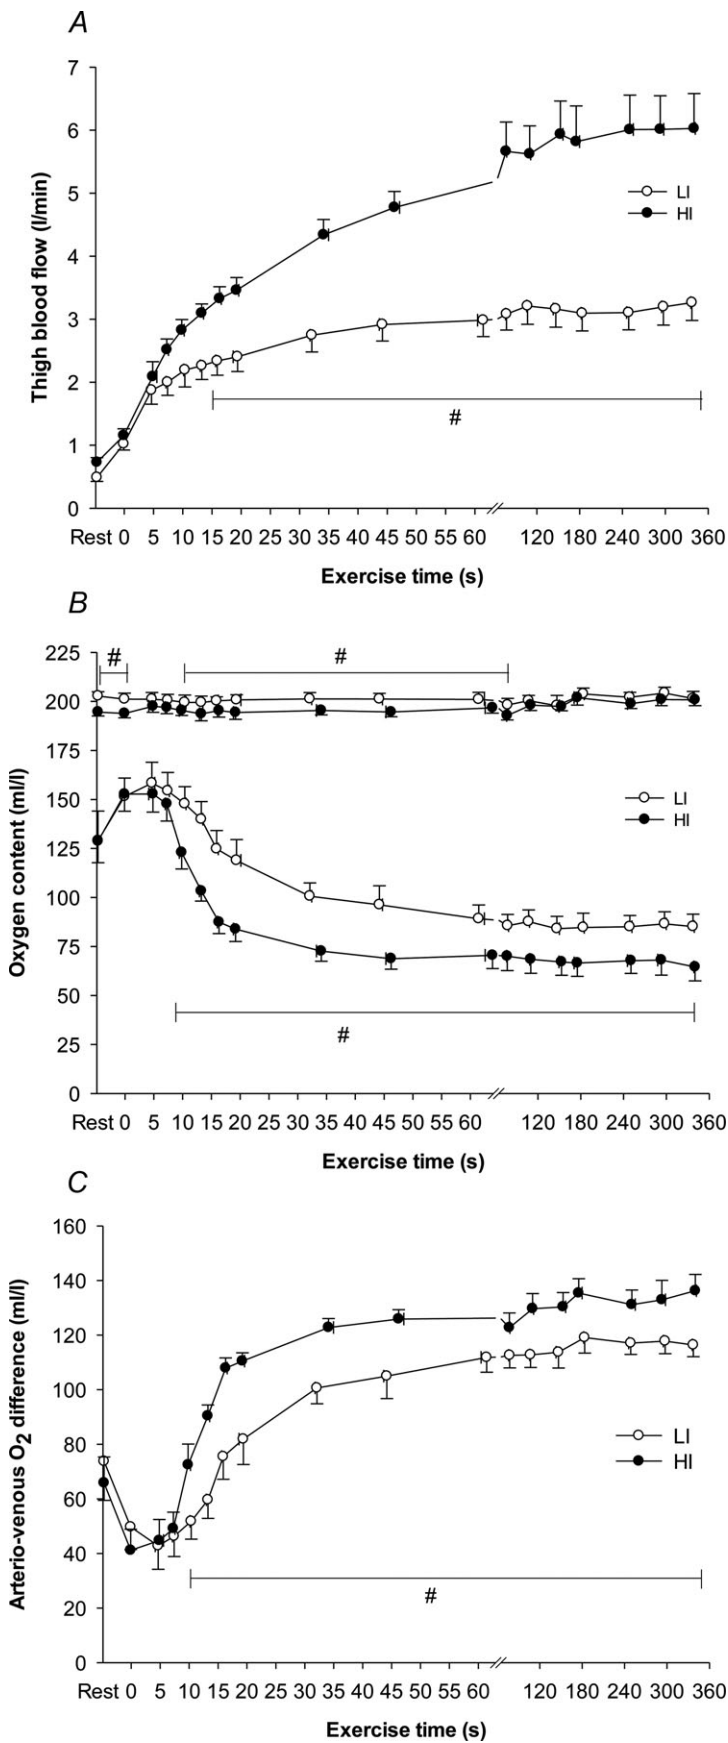 A
7
6
5
4
3
2
1
0
Thigh blood flow (l/min)
LI
HI
#
Rest 0 5 10 15 20 25 30 35 40 45 50 55 60 120 180 240 300 360
Exercise time (s)
B
225
200
175
150
125
100
75
50
25
0
Oxygen content (ml/l)
# #
LI
HI
#
Rest 0 5 10 15 20 25 30 35 40 45 50 55 60 120 180 240 300 360
Exercise time (s)
C
160
140
120
100
80
60
40
20
0
Arterio-venous O2 difference (ml/l)
LI
HI
#
Rest 0 5 10 15 20 25 30 35 40 45 50 55 60 120 180 240 300 360
Exercise time (s)